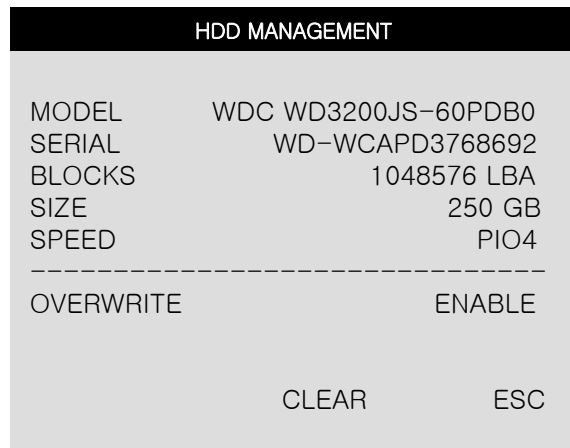 HDD MANAGEMENT
MODEL WDC WD3200JS-60PDB0
SERIAL WD-WCAPD3768692
BLOCKS 1048576 LBA
SIZE 250 GB
SPEED PIO4
--------------------------------
OVERWRITE ENABLE
CLEAR ESC